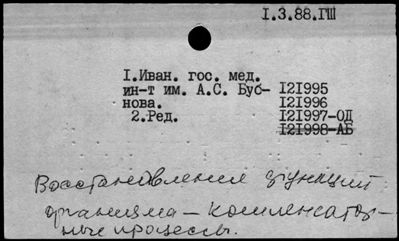 I.3.88.ГШ
I.Иван. гос. мед.
ин-т им. А.С. Буб-
нова.
2.Ред.
I2I995
I2I996
I2I997-ОД
I2I998-АБ
Восстановления функций
организма – компенсатор-
ные процессы.